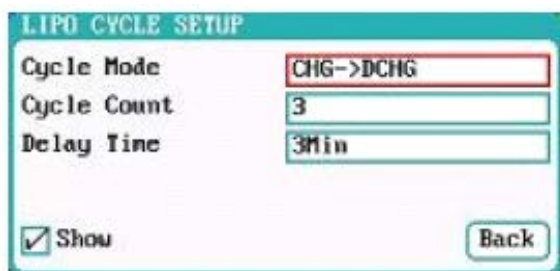 LIPO CYCLE SETUP
Cycle Mode CHG->DCHG
Cycle Count 3
Delay Time 3Min
Show Back